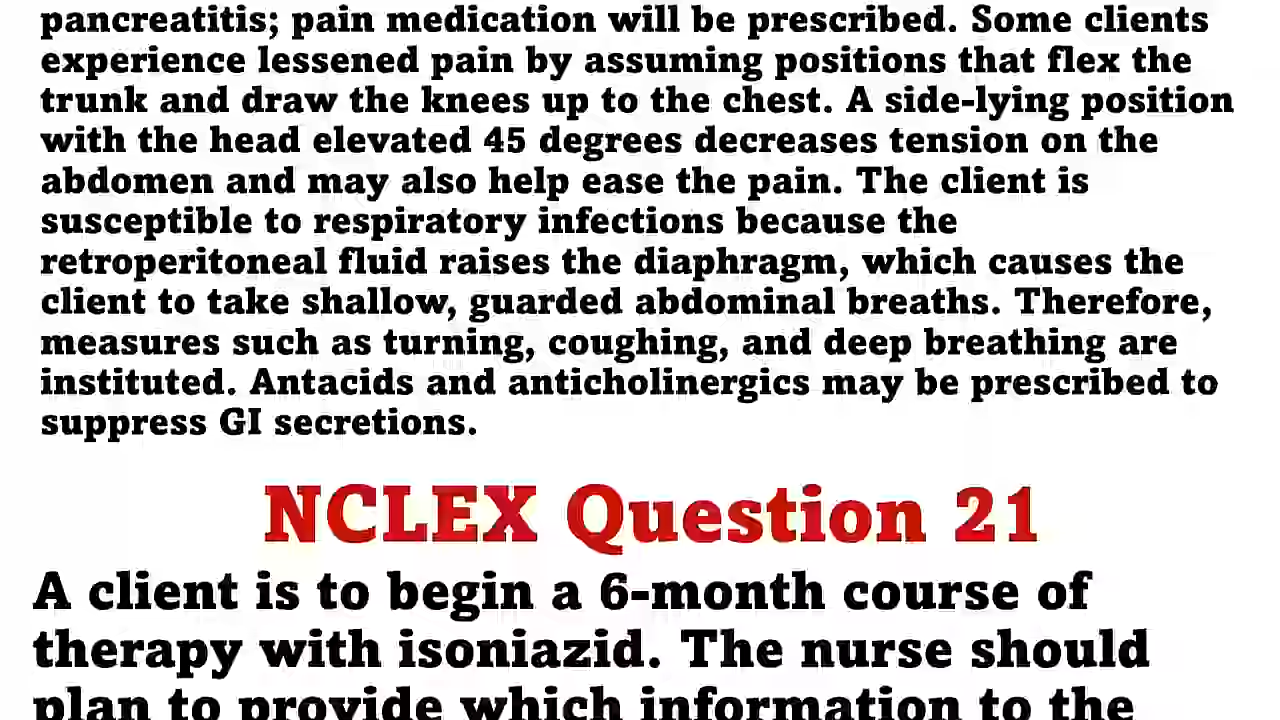 pancreatitis; pain medication will be prescribed. Some clients
experience lessened pain by assuming positions that flex the
trunk and draw the knees up to the chest. A side-lying position
with the head elevated 45 degrees decreases tension on the
abdomen and may also help ease the pain. The client is
susceptible to respiratory infections because the
retroperitoneal fluid raises the diaphragm, which causes the
client to take shallow, guarded abdominal breaths. Therefore,
measures such as turning, coughing, and deep breathing are
instituted. Antacids and anticholinergics may be prescribed to
suppress GI secretions.
NCLEX Question 21
A client is to begin a 6-month course of
therapy with isoniazid. The nurse should
plan to provide which information to the